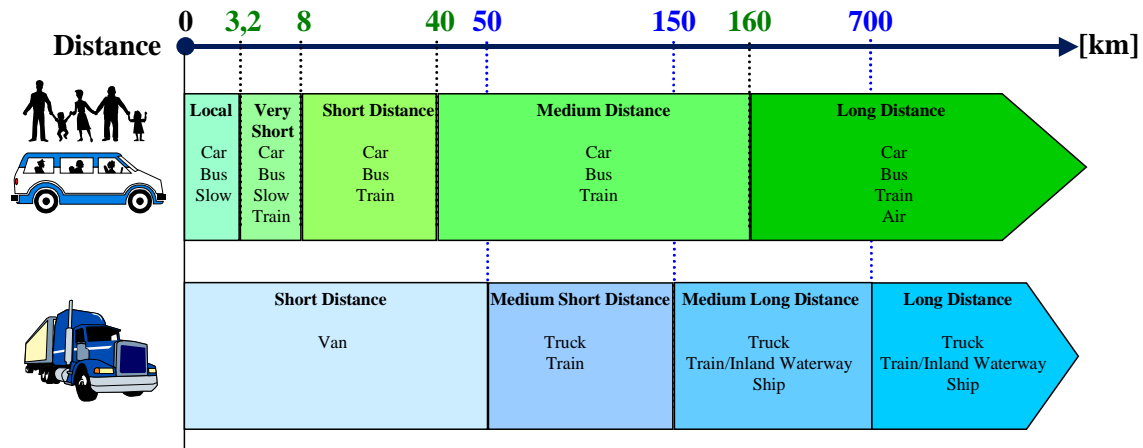 0 3,2 8 40 50 150 160 700
Distance [km]
Local
Car
Bus
Slow
Very
Short
Car
Bus
Slow
Train
Short Distance
Car
Bus
Train
Medium Distance
Car
Bus
Train
Long Distance
Car
Bus
Train
Air
Short Distance
Van
Medium Short Distance
Truck
Train
Medium Long Distance
Truck
Train/Inland Waterway
Ship
Long Distance
Truck
Train/Inland Waterway
Ship